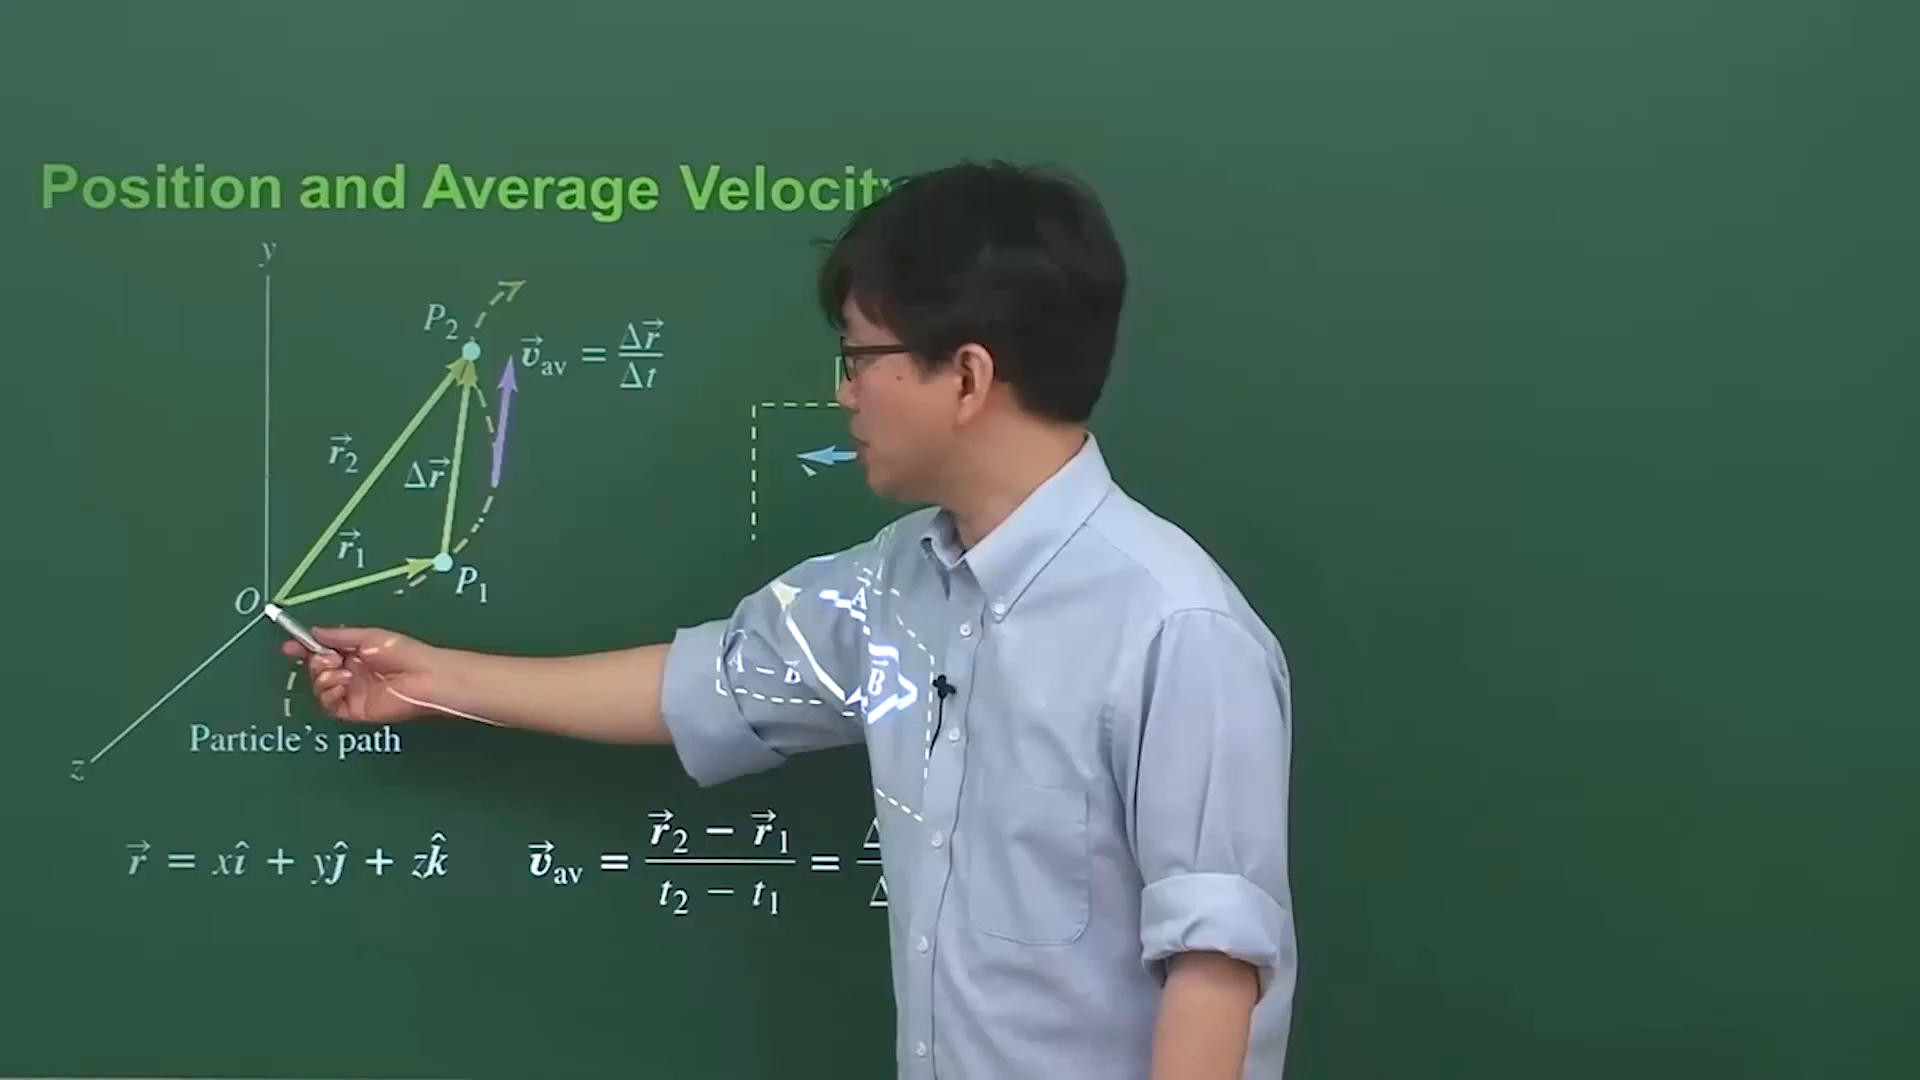 Position and Average Velocity
y
P₂
v⃗av = Δr⃗/Δt
r⃗₂
Δr⃗
r⃗₁
O
P₁
A⃗
A⃗ − B⃗
B⃗
z
Particle's path
r⃗ = xî + yĵ + zk̂
v⃗av = (r⃗₂ − r⃗₁)/(t₂ − t₁) = Δ/Δ